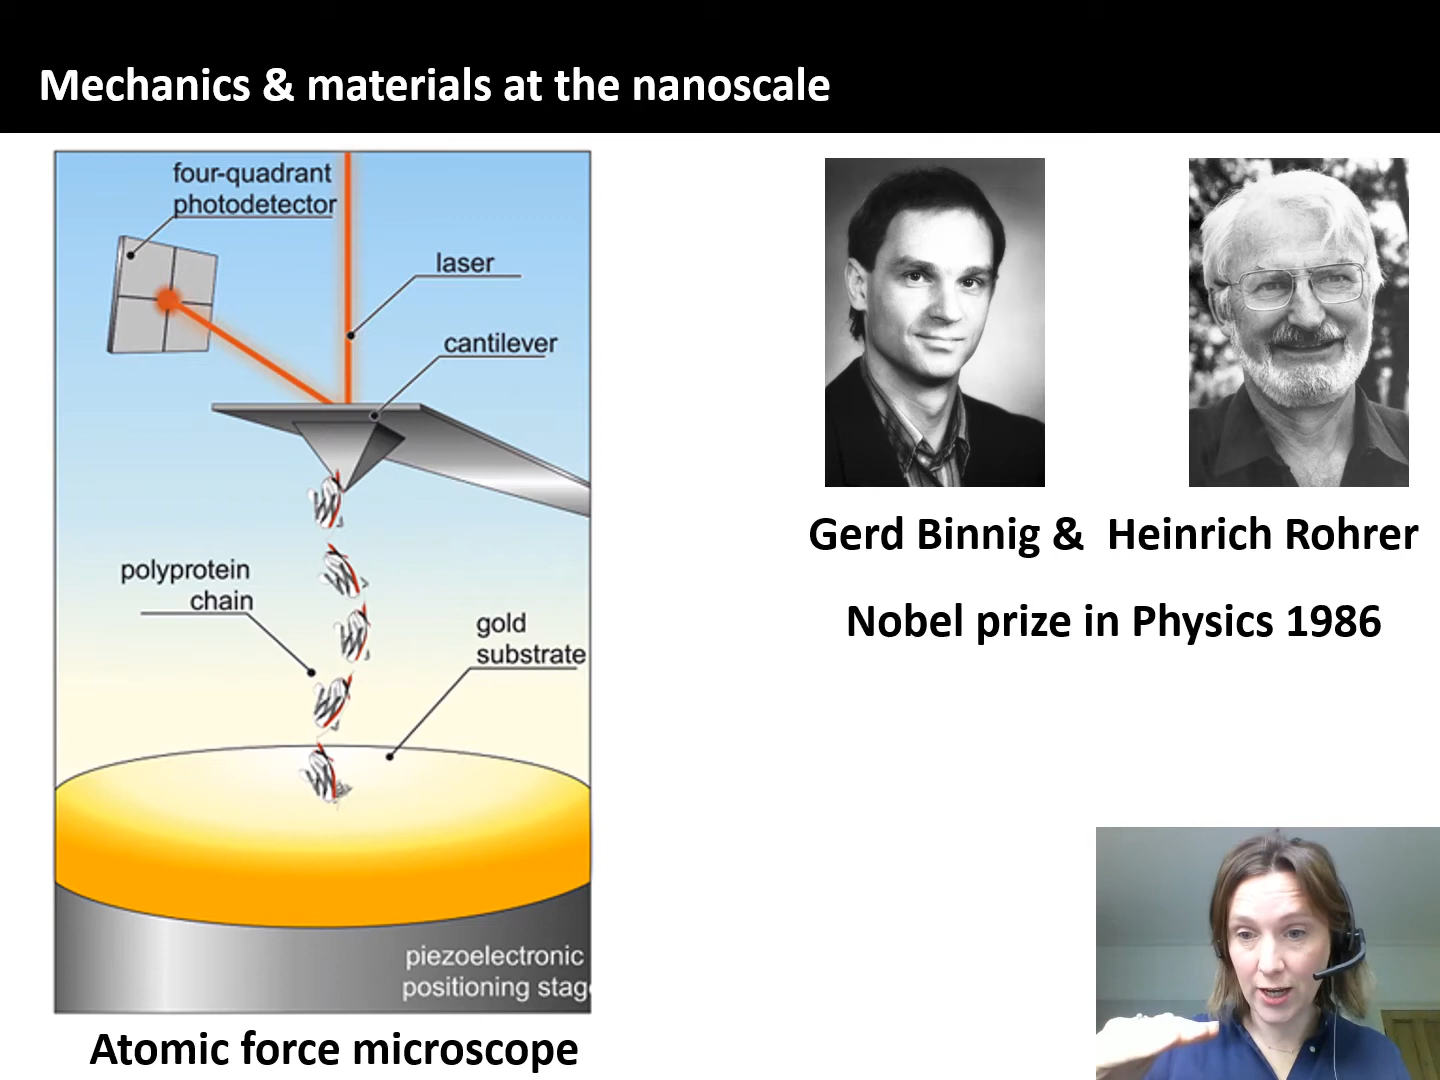 Mechanics & materials at the nanoscale
four-quadrant
photodetector
laser
cantilever
polyprotein
chain
gold
substrate
piezoelectronic
positioning stag
Atomic force microscope
Gerd Binnig & Heinrich Rohrer
Nobel prize in Physics 1986